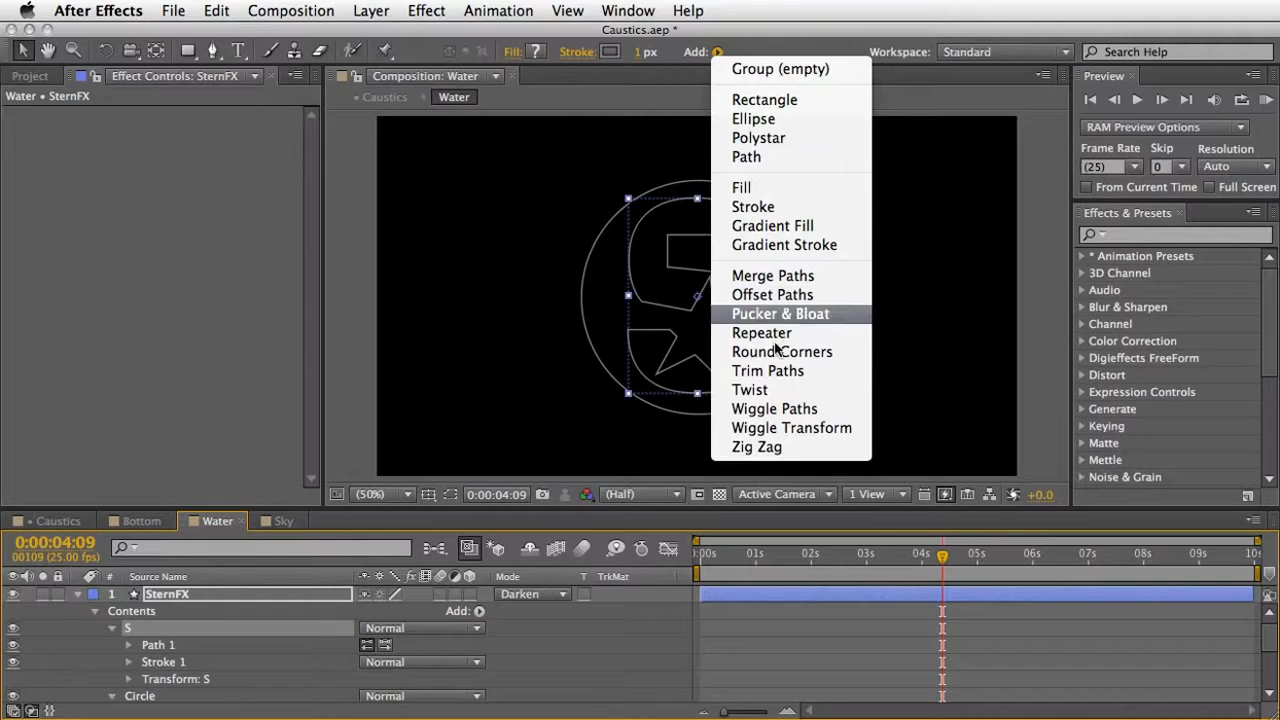 After Effects File Edit Composition Layer Effect Animation View Window Help
Caustics.aep *
Fill: ? Stroke: 1 px Add: Workspace: Standard Search Help
Project Effect Controls: SternFX Composition: Water Preview
Water • SternFX Caustics Water
Group (empty)
Rectangle
Ellipse
Polystar
Path
Fill
Stroke
Gradient Fill
Gradient Stroke
Merge Paths
Offset Paths
Pucker & Bloat
Repeater
Round Corners
Trim Paths
Twist
Wiggle Paths
Wiggle Transform
Zig Zag
RAM Preview Options
Frame Rate Skip Resolution
(25) 0 Auto
From Current Time Full Screen
Effects & Presets
* Animation Presets
3D Channel
Audio
Blur & Sharpen
Channel
Color Correction
Digieffects FreeForm
Distort
Expression Controls
Generate
Keying
Matte
Mettle
Noise & Grain
(50%) 0:00:04:09 (Half) Active Camera 1 View +0.0
Caustics Bottom Water Sky
0:00:04:09
00109 (25.00 fps)
):00s 01s 02s 03s 04s 05s 06s 07s 08s 09s 10s
# Source Name Mode T TrkMat
1 SternFX Darken
Contents Add:
S Normal
Path 1
Stroke 1 Normal
Transform: S
Circle Normal